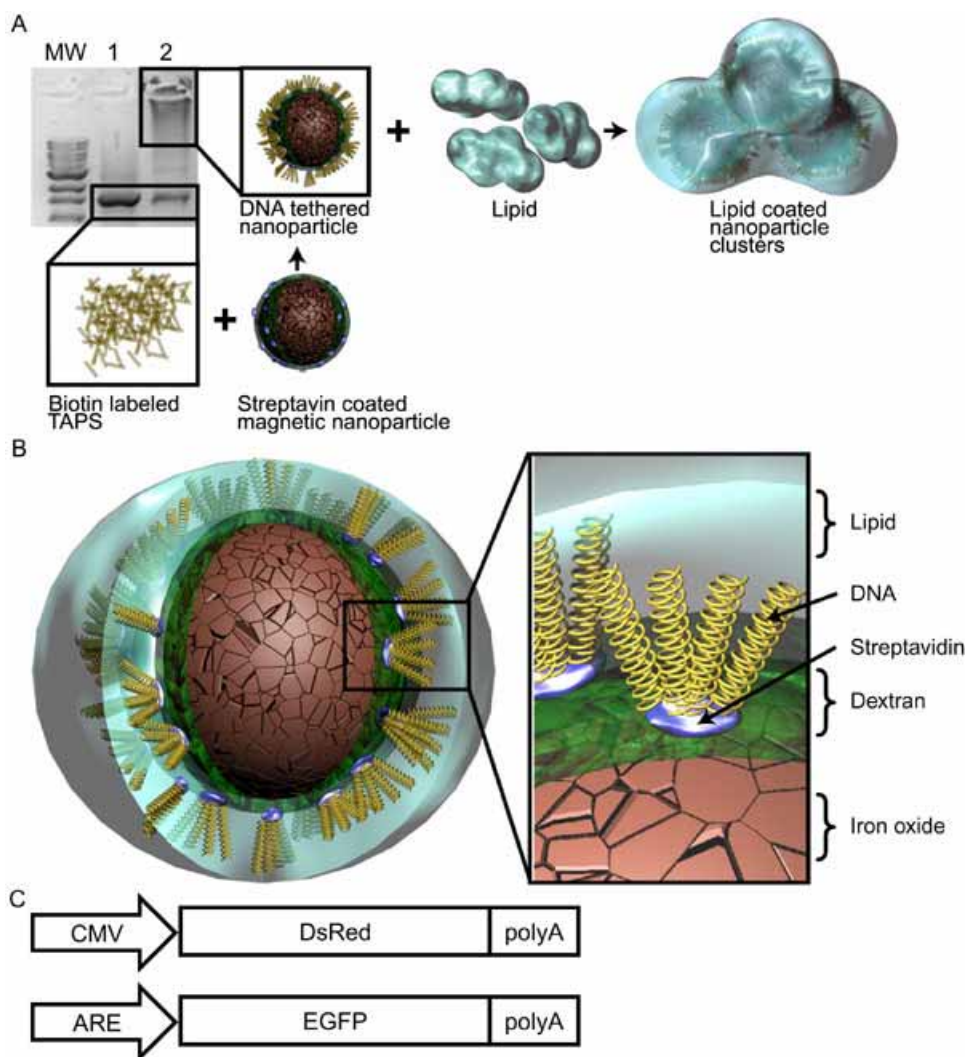 A
MW 1 2
DNA tethered
nanoparticle
Lipid
Lipid coated
nanoparticle
clusters
Biotin labeled
TAPS
Streptavin coated
magnetic nanoparticle
B
Lipid
DNA
Streptavidin
Dextran
Iron oxide
C
CMV DsRed polyA
ARE EGFP polyA